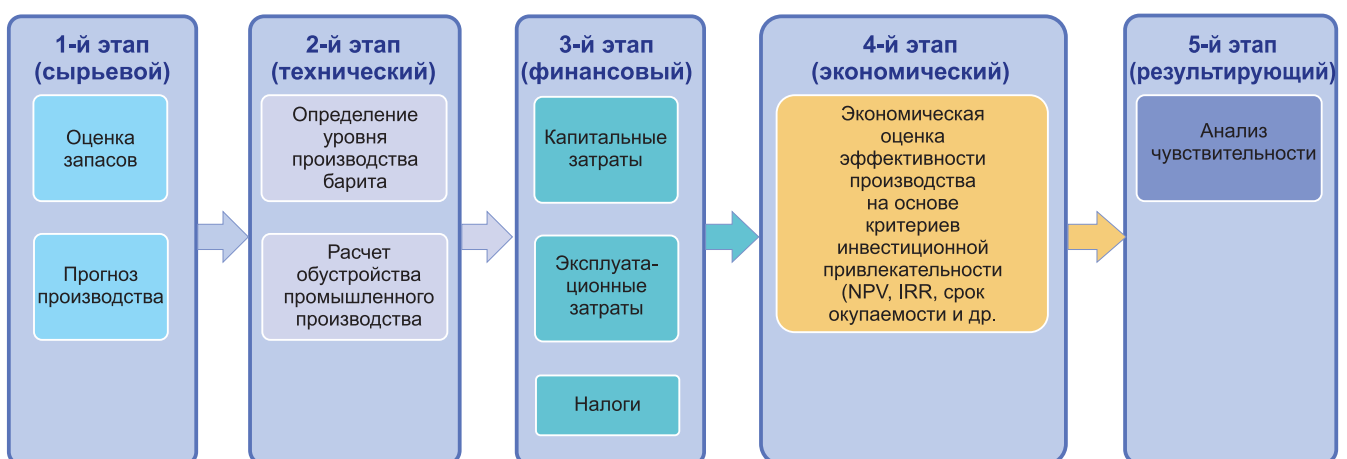 1-й этап
(сырьевой)
Оценка
запасов
Прогноз
производства
2-й этап
(технический)
Определение
уровня
производства
барита
Расчет
обустройства
промышленного
производства
3-й этап
(финансовый)
Капитальные
затраты
Эксплуата-
ционные
затраты
Налоги
4-й этап
(экономический)
Экономическая
оценка
эффективности
производства
на основе
критериев
инвестиционной
привлекательности
(NPV, IRR, срок
окупаемости и др.
5-й этап
(результирующий)
Анализ
чувствительности